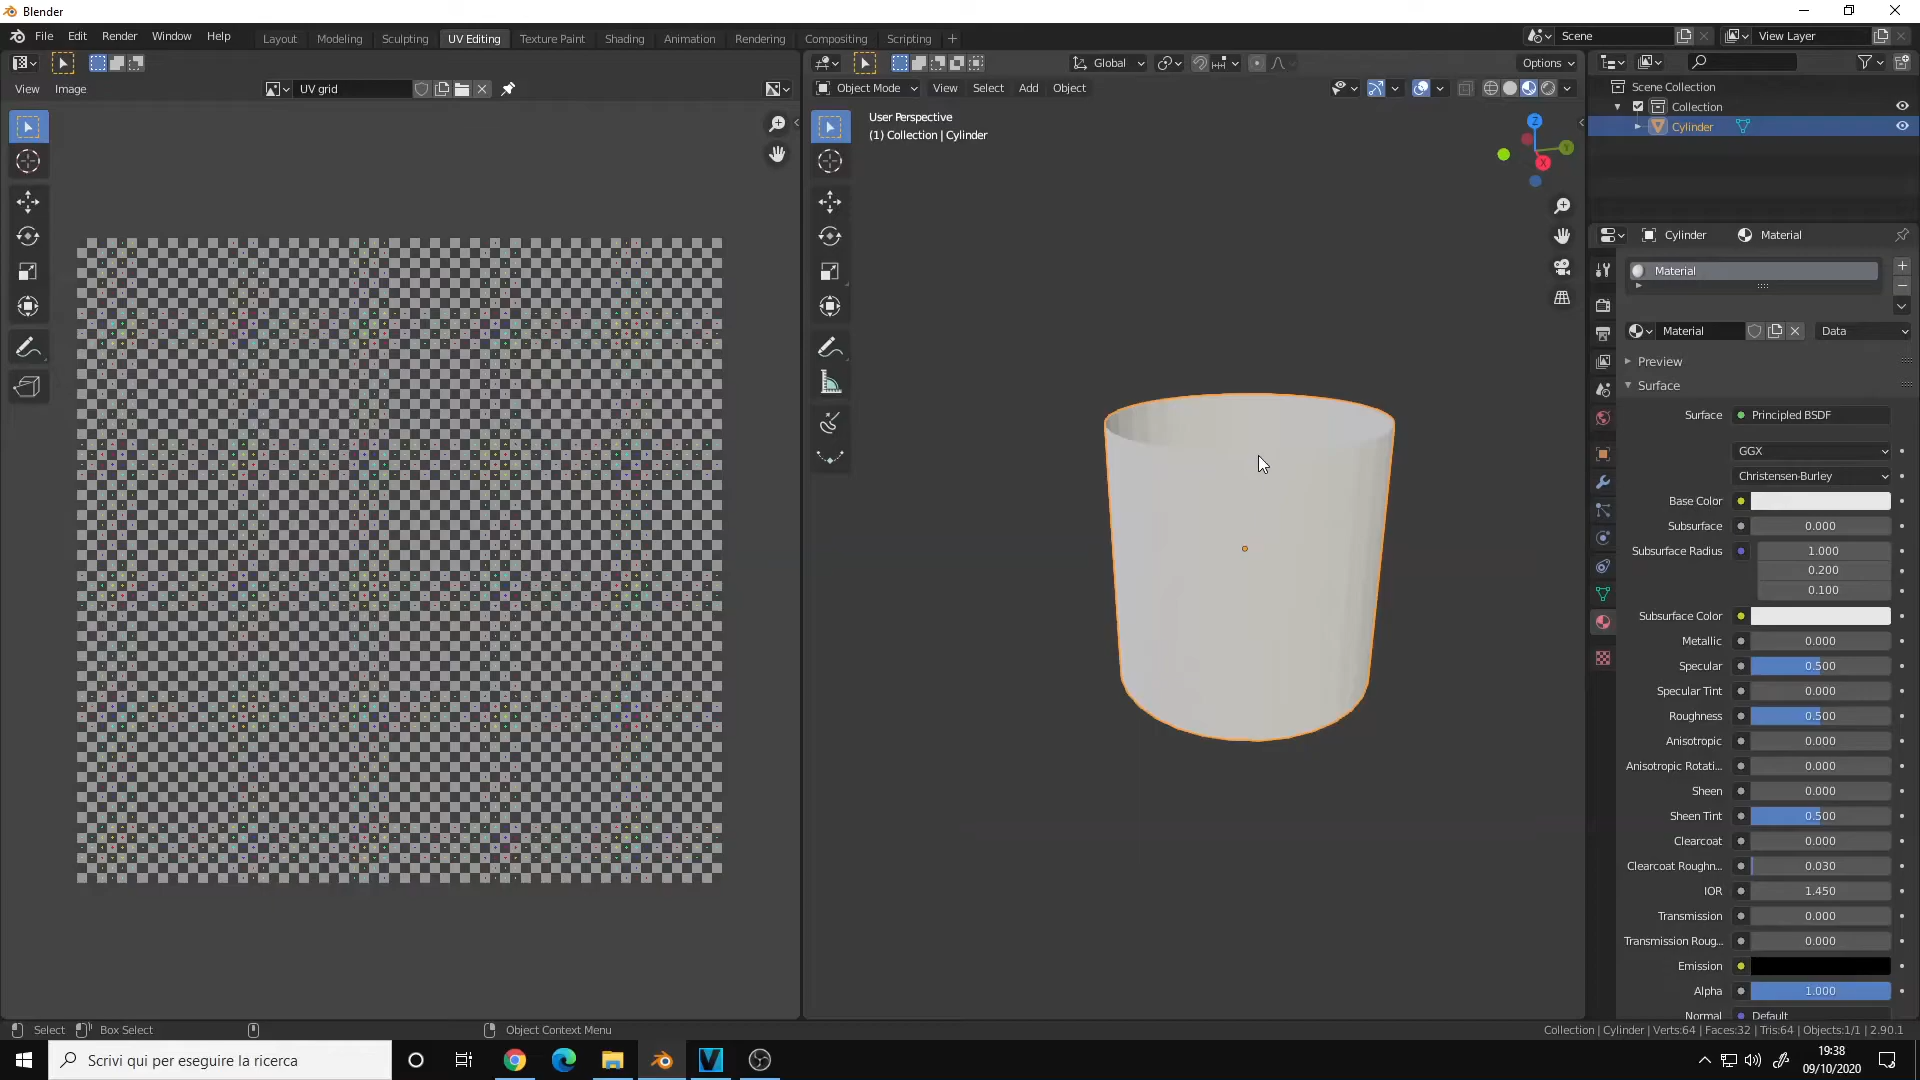 Blender
File Edit Render Window Help
Layout Modeling Sculpting UV Editing Texture Paint Shading Animation Rendering Compositing Scripting
Scene
View Layer
Global
Options
View Image
UV grid
Object Mode View Select Add Object
User Perspective
(1) Collection | Cylinder
Z
Y
X
Scene Collection
Collection
Cylinder
Cylinder Material
Material
Material Data
Preview
Surface
Surface Principled BSDF
GGX
Christensen-Burley
Base Color
Subsurface 0.000
Subsurface Radius 1.000
0.200
0.100
Subsurface Color
Metallic 0.000
Specular 0.500
Specular Tint 0.000
Roughness 0.500
Anisotropic 0.000
Anisotropic Rotati... 0.000
Sheen 0.000
Sheen Tint 0.500
Clearcoat 0.000
Clearcoat Roughn... 0.030
IOR 1.450
Transmission 0.000
Transmission Roug... 0.000
Emission
Alpha 1.000
Normal Default
Select Box Select Object Context Menu
Collection | Cylinder | Verts:64 | Faces:32 | Tris:64 | Objects:1/1 | 2.90.1
Scrivi qui per eseguire la ricerca
19:38
09/10/2020